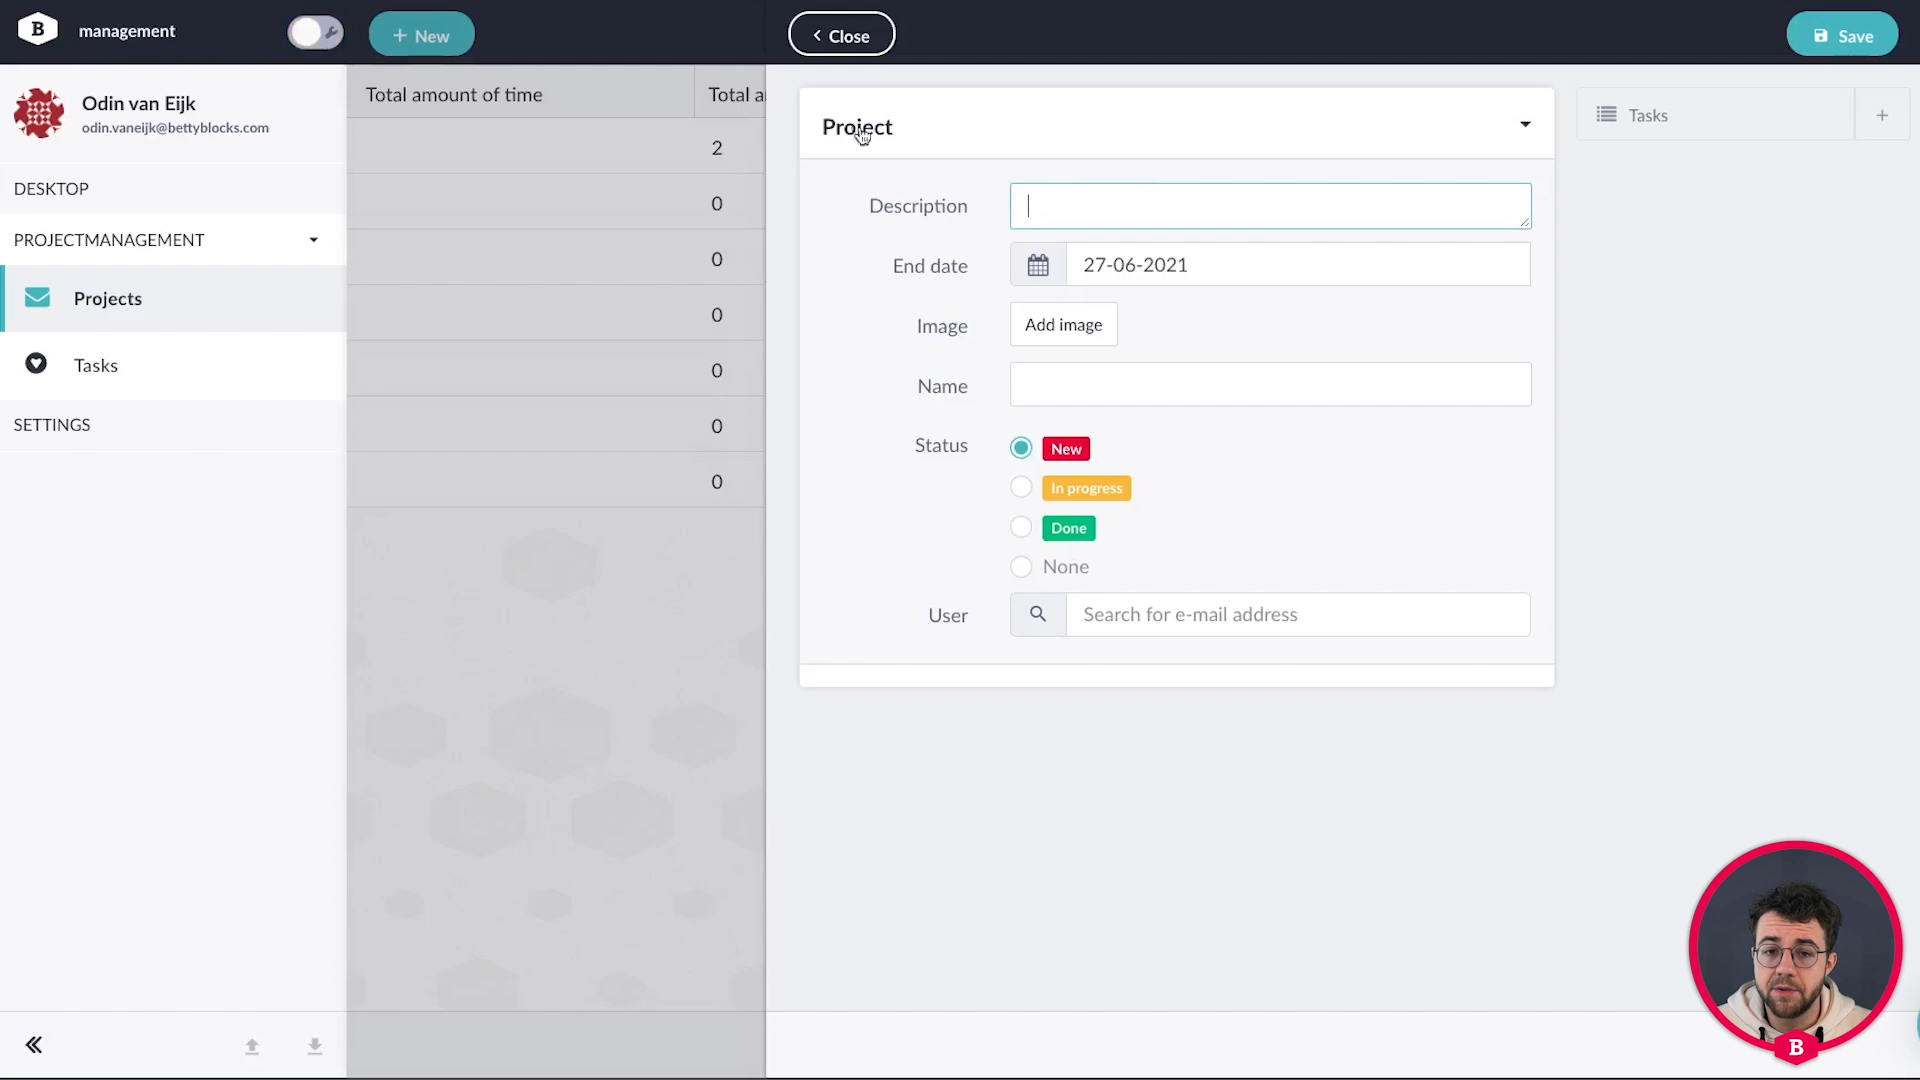 B
management
+ New
Close
Save
Odin van Eijk
odin.vaneijk@bettyblocks.com
DESKTOP
PROJECTMANAGEMENT
Projects
Tasks
SETTINGS
Total amount of time
Total a
2
0
0
0
0
0
0
Project
Description
End date
27-06-2021
Image
Add image
Name
Status
New
In progress
Done
None
User
Search for e-mail address
Tasks
+
B